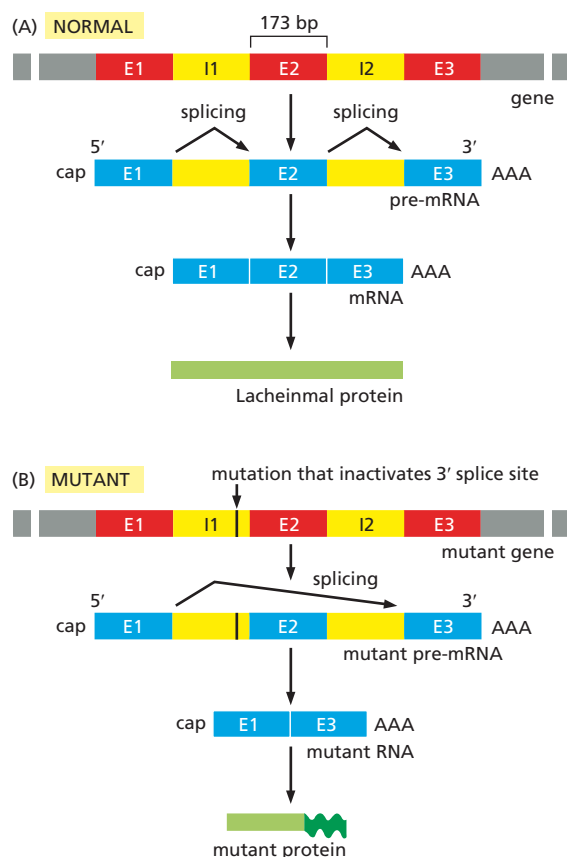 (A) NORMAL
173 bp
E1 I1 E2 I2 E3
gene
splicing splicing
5′ 3′
cap E1 E2 E3 AAA
pre-mRNA
cap E1 E2 E3 AAA
mRNA
Lacheinmal protein
(B) MUTANT
mutation that inactivates 3′ splice site
E1 I1 E2 I2 E3
mutant gene
splicing
5′ 3′
cap E1 E2 E3 AAA
mutant pre-mRNA
cap E1 E3 AAA
mutant RNA
mutant protein